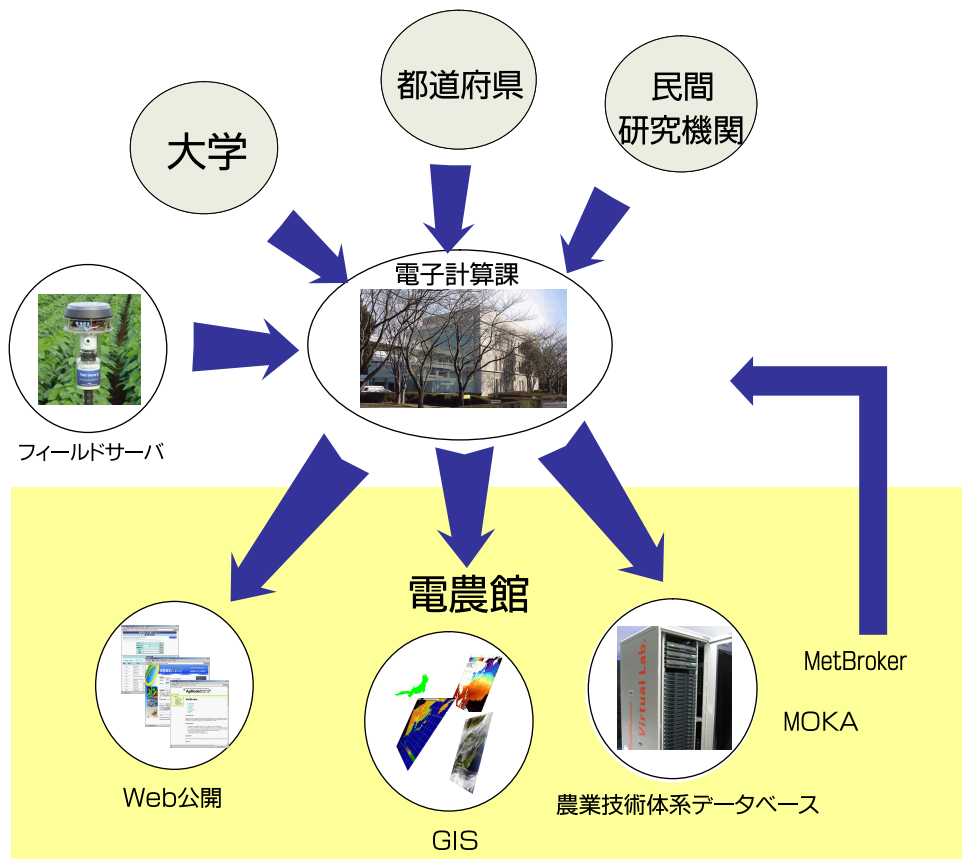 都道府県
民間
研究機関
大学
電子計算課
フィールドサーバ
電農館
Virtual Lab.
MetBroker
MOKA
Web公開
農業技術体系データベース
GIS